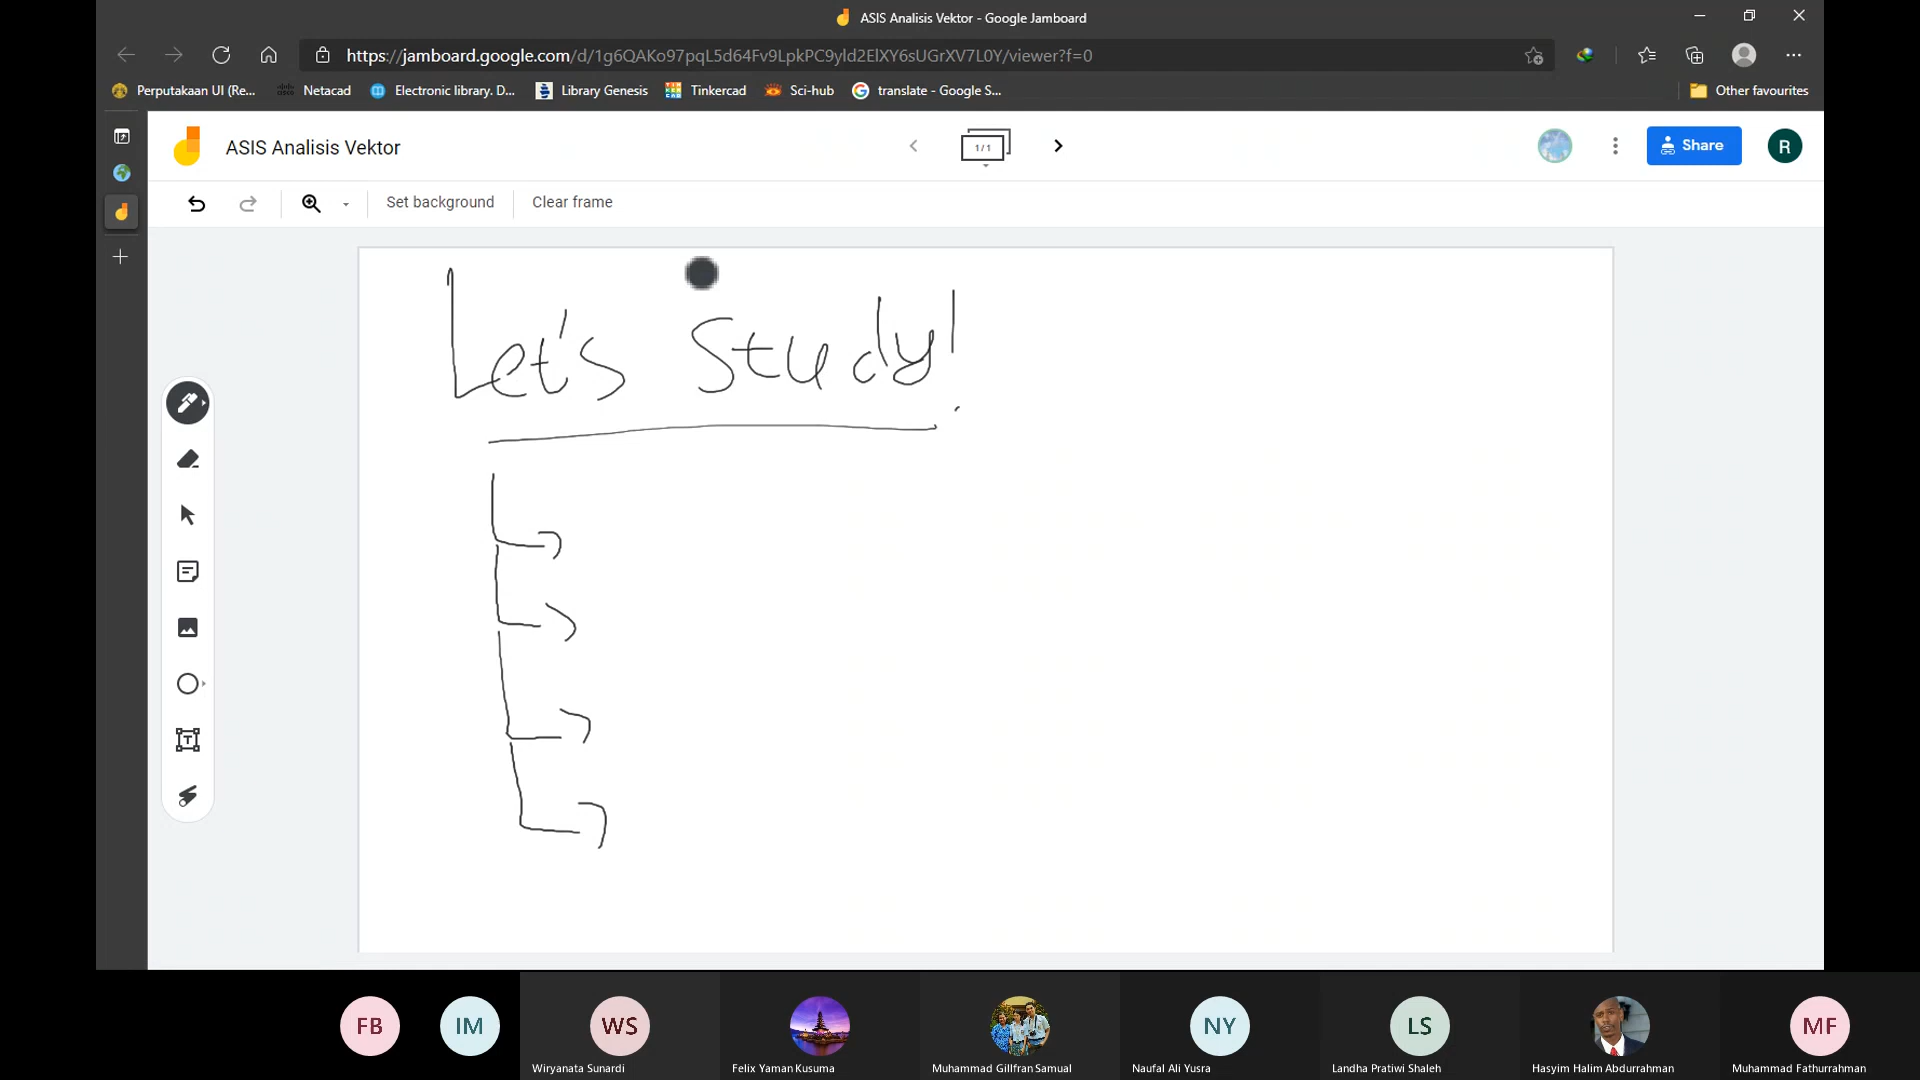 ASIS Analisis Vektor - Google Jamboard
https://jamboard.google.com/d/1g6QAKo97pqL5d64Fv9LpkPC9yld2ElXY6sUGrXV7L0Y/viewer?f=0
Perputakaan UI (Re... Netacad Electronic library. D... Library Genesis Tinkercad Sci-hub translate - Google S... Other favourites
ASIS Analisis Vektor 1/1 Share R
Set background Clear frame
Let's Study!
FB IM WS NY LS MF
Wiryanata Sunardi Felix Yaman Kusuma Muhammad Gillfran Samual Naufal Ali Yusra Landha Pratiwi Shaleh Hasyim Halim Abdurrahman Muhammad Fathurrahman